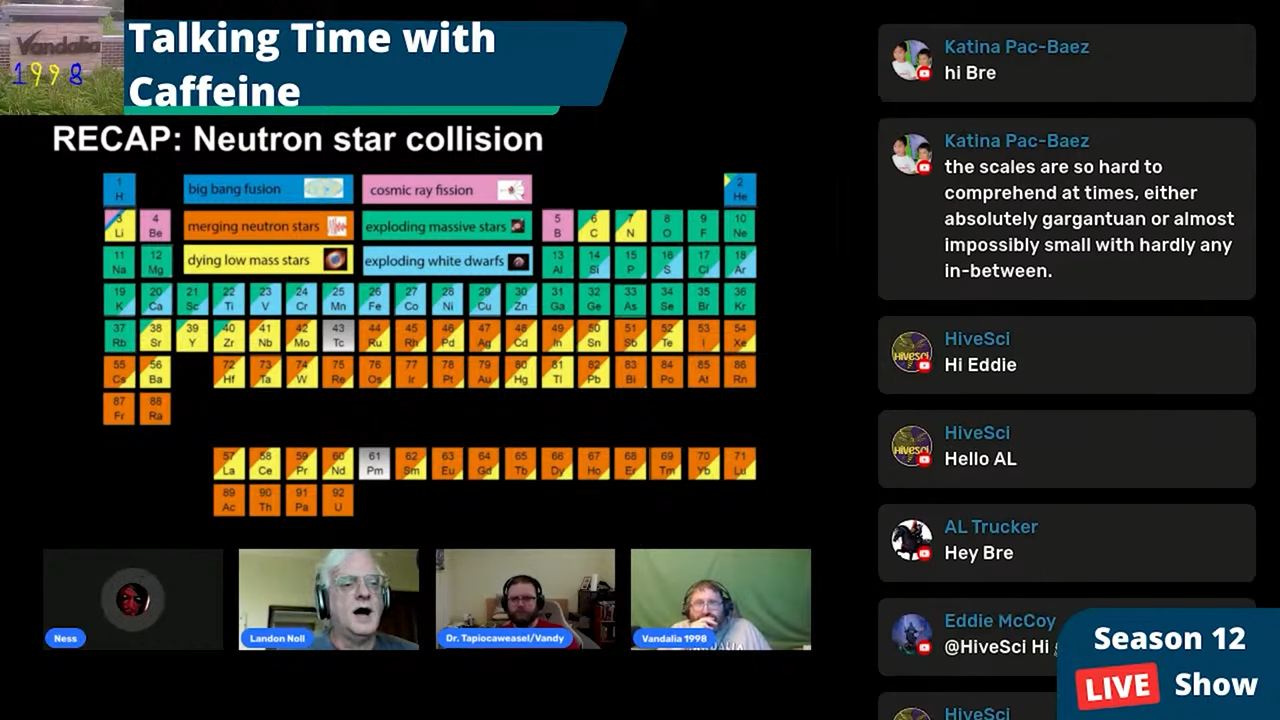 Vandalia
1998
Talking Time with
Caffeine
RECAP: Neutron star collision
1 H
big bang fusion
cosmic ray fission
2 He
3 Li
4 Be
merging neutron stars
exploding massive stars
5 B
6 C
7 N
8 O
9 F
10 Ne
11 Na
12 Mg
dying low mass stars
exploding white dwarfs
13 Al
14 Si
15 P
16 S
17 Cl
18 Ar
19 K
20 Ca
21 Sc
22 Ti
23 V
24 Cr
25 Mn
26 Fe
27 Co
28 Ni
29 Cu
30 Zn
31 Ga
32 Ge
33 As
34 Se
35 Br
36 Kr
37 Rb
38 Sr
39 Y
40 Zr
41 Nb
42 Mo
43 Tc
44 Ru
45 Rh
46 Pd
47 Ag
48 Cd
49 In
50 Sn
51 Sb
52 Te
53 I
54 Xe
55 Cs
56 Ba
72 Hf
73 Ta
74 W
75 Re
76 Os
77 Ir
78 Pt
79 Au
80 Hg
81 Tl
82 Pb
83 Bi
84 Po
85 At
86 Rn
87 Fr
88 Ra
57 La
58 Ce
59 Pr
60 Nd
61 Pm
62 Sm
63 Eu
64 Gd
65 Tb
66 Dy
67 Ho
68 Er
69 Tm
70 Yb
71 Lu
89 Ac
90 Th
91 Pa
92 U
Ness
Landon Noll
Dr. Tapiocaweasel/Vandy
Vandalia 1998
Katina Pac-Baez
hi Bre
Katina Pac-Baez
the scales are so hard to
comprehend at times, either
absolutely gargantuan or almost
impossibly small with hardly any
in-between.
HiveSci
Hi Eddie
HiveSci
Hello AL
AL Trucker
Hey Bre
Eddie McCoy
@HiveSci Hi
HiveSci
Season 12
LIVE Show